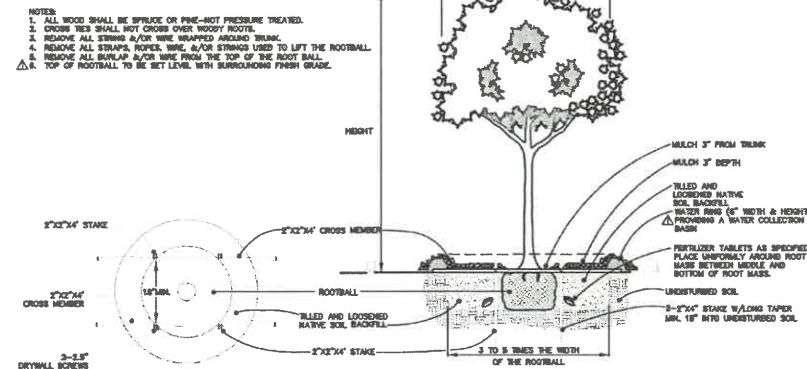 NOTES:
1. ALL WOOD SHALL BE SPRUCE OR PINE-NOT PRESSURE TREATED.
2. CROSS TIES SHALL NOT CROSS OVER WOODY ROOTS.
3. REMOVE ALL STRING &/OR WIRE WRAPPED AROUND TRUNK.
4. REMOVE ALL STRAPS, ROPES, WIRE, &/OR STRINGS USED TO LIFT THE ROOTBALL.
5. REMOVE ALL BURLAP &/OR WIRE FROM THE TOP OF THE ROOT BALL.
6. TOP OF ROOTBALL TO BE SET LEVEL WITH SURROUNDING FINISH GRADE.
HEIGHT
MULCH 3" FROM TRUNK
MULCH 3" DEPTH
TILLED AND
LOOSENED NATIVE
SOIL BACKFILL
WATER RING (6" WIDTH & HEIGHT)
PROVIDING A WATER COLLECTION
BASIN
FERTILIZER TABLETS AS SPECIFIED
PLACE UNIFORMLY AROUND ROOT
MASS BETWEEN MIDDLE AND
BOTTOM OF ROOT MASS.
UNDISTURBED SOIL
2-2"X4" STAKE W/LONG TAPER
MIN. 18" INTO UNDISTURBED SOIL
3 TO 5 TIMES THE WIDTH
OF THE ROOTBALL
2"X2"X4' STAKE
2"X2"X4' CROSS MEMBER
18"MIN.
2"X2"X4'
CROSS MEMBER
ROOTBALL
TILLED AND LOOSENED
NATIVE SOIL BACKFILL
2"X2"X4' STAKE
2-2.5"
DRYWALL SCREWS